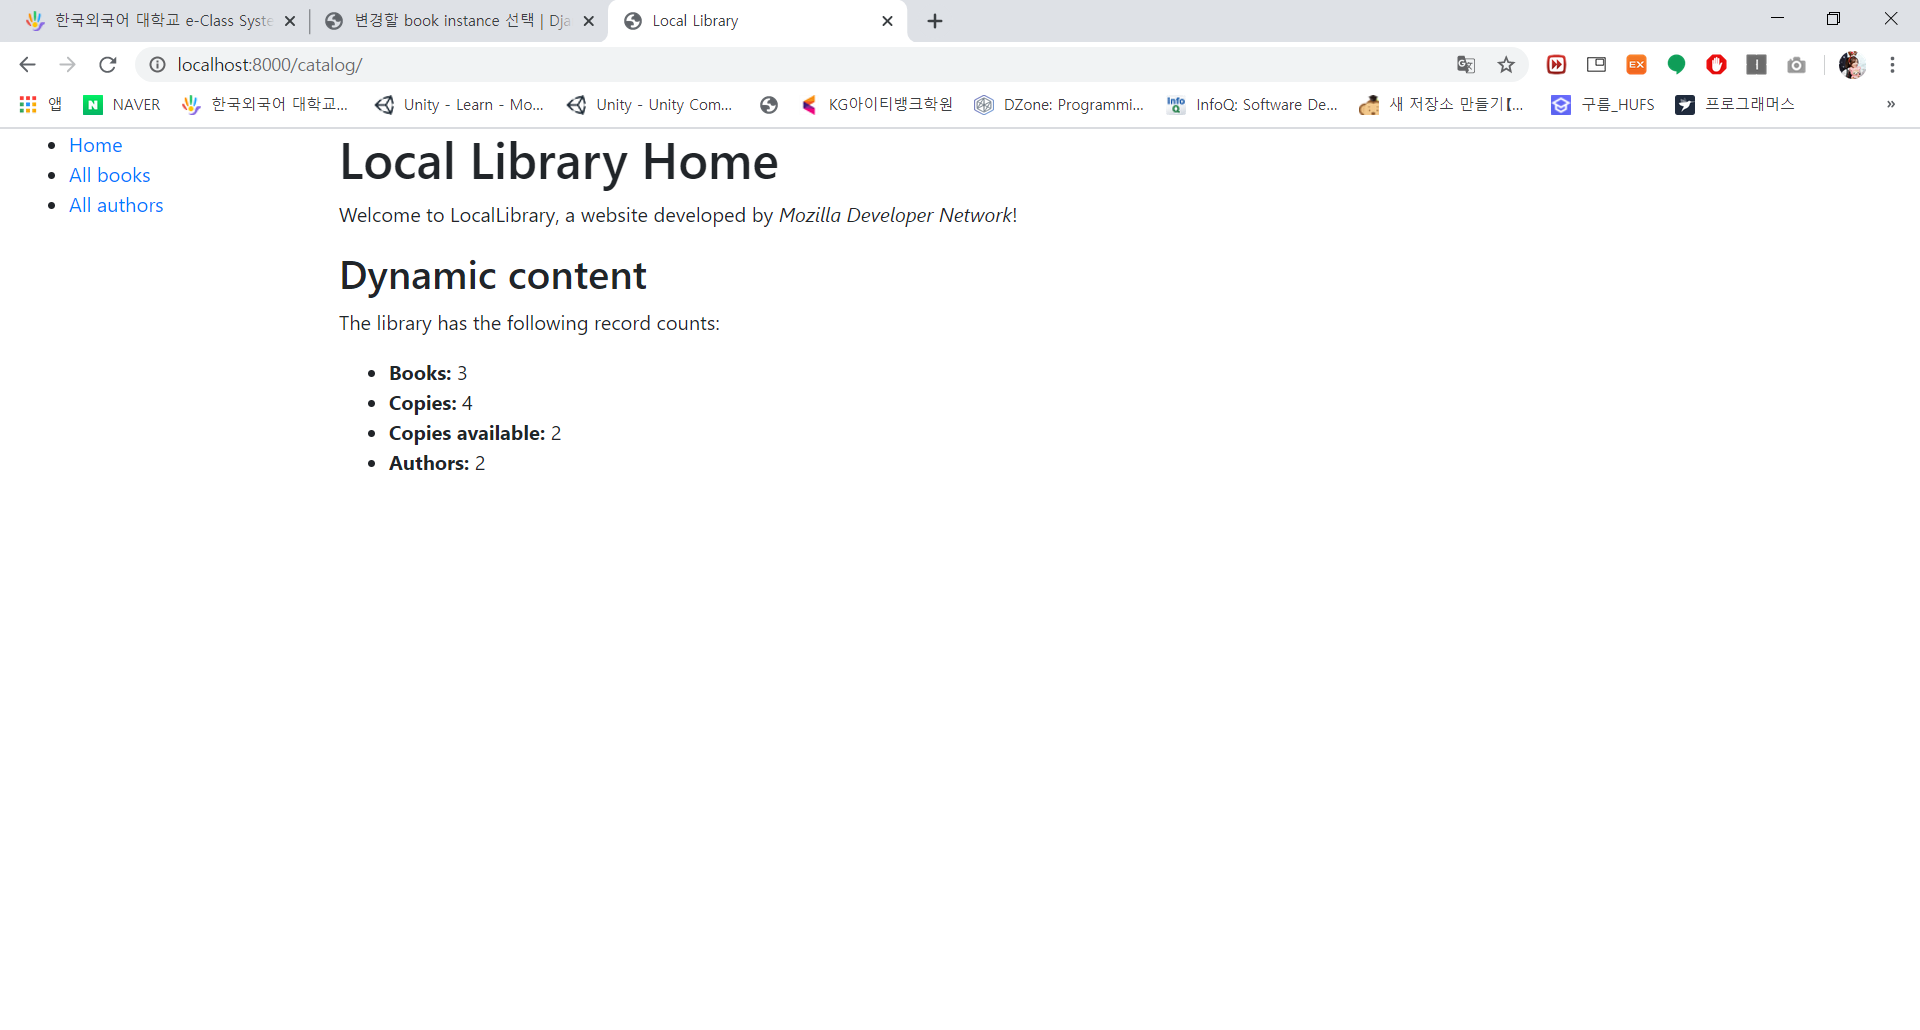 한국외국어 대학교 e-Class Syste
변경할 book instance 선택 | Dja
Local Library
localhost:8000/catalog/
앱
NAVER
한국외국어 대학교...
Unity - Learn - Mo...
Unity - Unity Com...
KG아이티뱅크학원
DZone: Programmi...
InfoQ: Software De...
새 저장소 만들기【...
구름_HUFS
프로그래머스
»
Home
All books
All authors
Local Library Home
Welcome to LocalLibrary, a website developed by Mozilla Developer Network!
Dynamic content
The library has the following record counts:
Books: 3
Copies: 4
Copies available: 2
Authors: 2